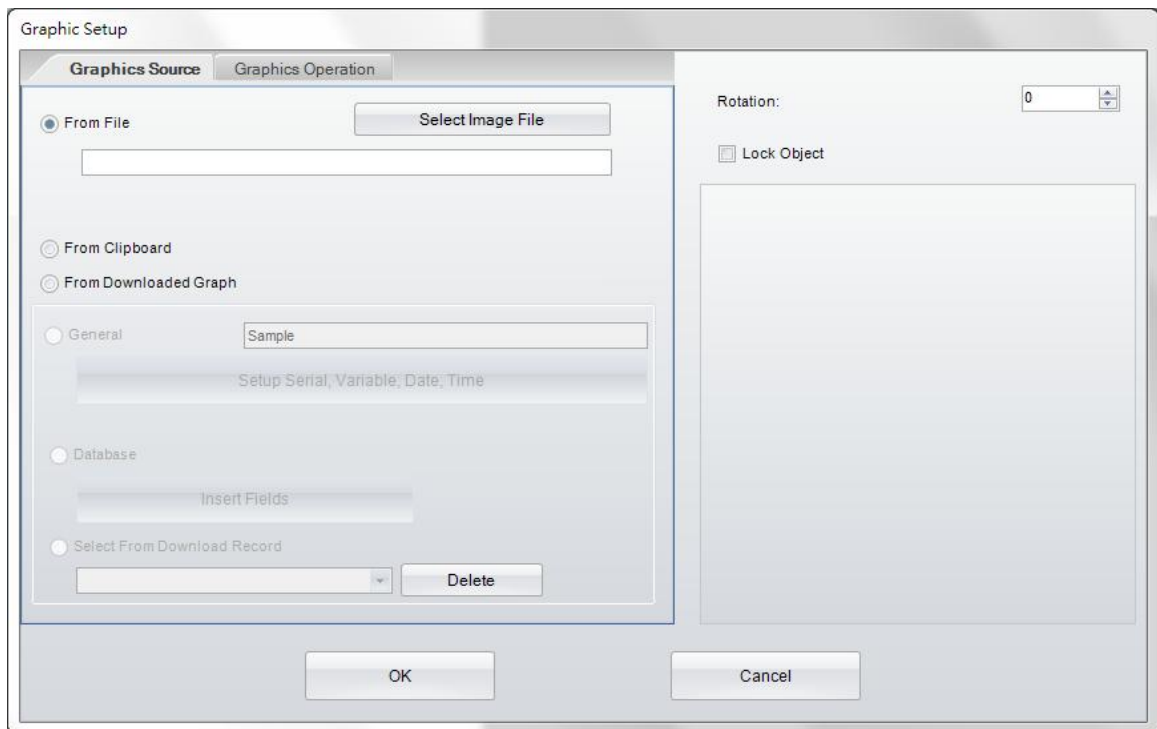 Graphic Setup
Graphics Source
Graphics Operation
From File
Select Image File
From Clipboard
From Downloaded Graph
General
Sample
Setup Serial, Variable, Date, Time
Database
Insert Fields
Select From Download Record
Delete
Rotation:
0
Lock Object
OK
Cancel